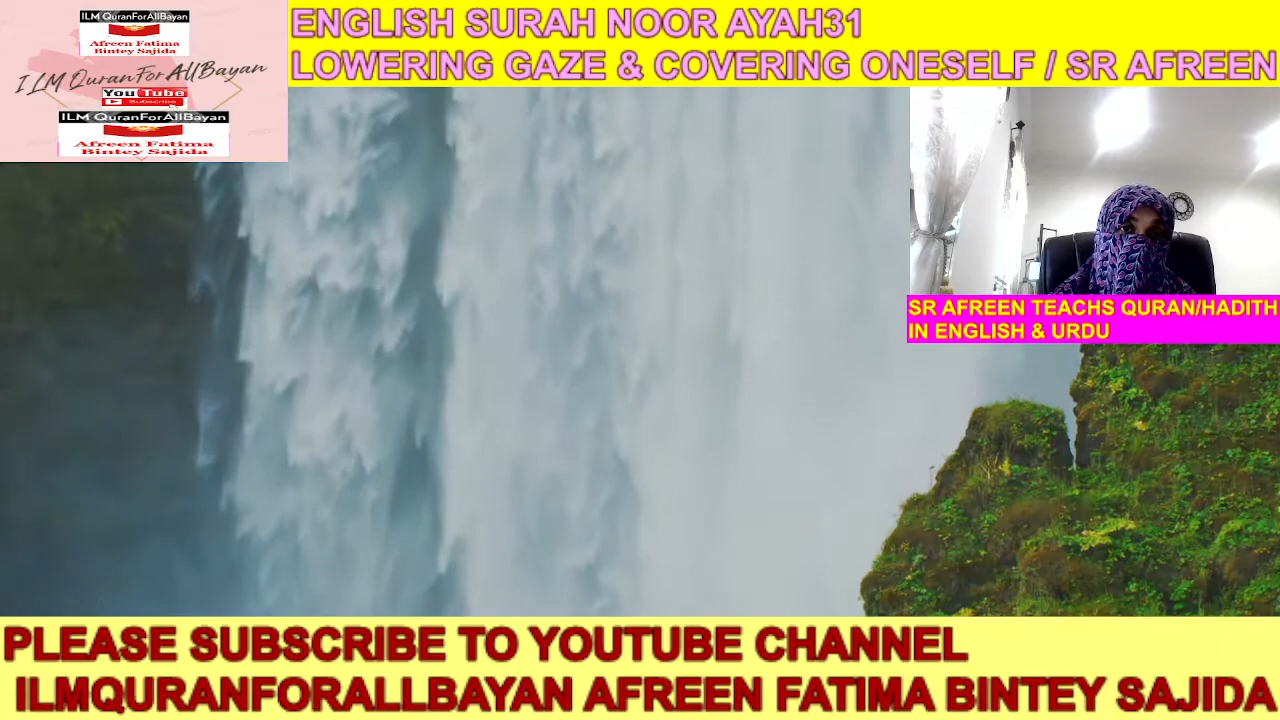 ILM QuranForAllBayan
Afreen Fatima
Bintey Sajida
ILM QuranForAllBayan
YouTube
Subscribe
ILM QuranForAllBayan
Afreen Fatima
Bintey Sajida
ENGLISH SURAH NOOR AYAH31
LOWERING GAZE & COVERING ONESELF / SR AFREEN
SR AFREEN TEACHS QURAN/HADITH
IN ENGLISH & URDU
PLEASE SUBSCRIBE TO YOUTUBE CHANNEL
ILMQURANFORALLBAYAN AFREEN FATIMA BINTEY SAJIDA